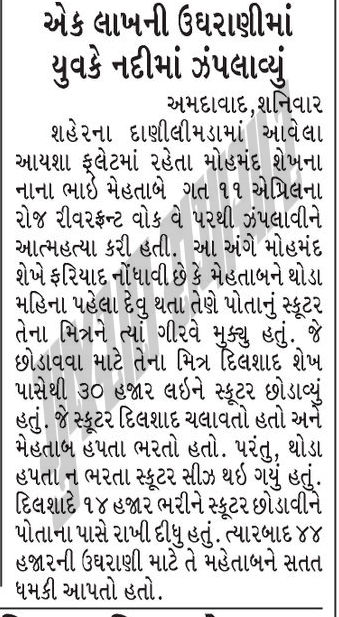 એક લાખની ઉઘરાણીમાં
યુવકે નદીમાં ઝંપલાવ્યું
અમદાવાદ,શનિવાર
શહેરના દાણીલીમડામાં આવેલા
આયશા ફ્લેટમાં રહેતા મોહમંદ શેખના
નાના ભાઈ મેહતાબે ગત ૧૧ એપ્રિલના
રોજ રીવરફ્રન્ટ વોક વે પરથી ઝંપલાવીને
આત્મહત્યા કરી હતી. આ અંગે મોહમંદ
શેખે ફરિયાદ નોંધાવી છે કે મેહતાબને થોડા
મહિના પહેલા દેવુ થતા તેણે પોતાનું સ્કૂટર
તેના મિત્રને ત્યાં ગીરવે મુક્યુ હતું. જે
છોડાવવા માટે તેના મિત્ર દિલશાદ શેખ
પાસેથી ૩૦ હજાર લઇને સ્કૂટર છોડાવ્યું
હતું. જે સ્કૂટર દિલશાદ ચલાવતો હતો અને
મેહતાબ હપતા ભરતો હતો. પરંતુ, થોડા
હપતા ન ભરતા સ્કૂટર સીઝ થઇ ગયું હતું.
દિલશાદે ૧૪ હજાર ભરીને સ્કૂટર છોડાવીને
પોતાના પાસે રાખી દીધુ હતું. ત્યારબાદ ૪૪
હજારની ઉઘરાણી માટે તે મહેતાબને સતત
ધમકી આપતો હતો.